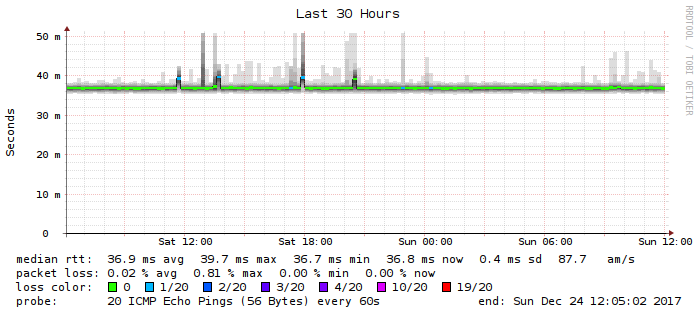 Last 30 Hours
RRDTOOL / TOBI OETIKER
Seconds
50 m
40 m
30 m
20 m
10 m
0
Sat 12:00 Sat 18:00 Sun 00:00 Sun 06:00 Sun 12:00
median rtt: 36.9 ms avg 39.7 ms max 36.7 ms min 36.8 ms now 0.4 ms sd 87.7 am/s
packet loss: 0.02 % avg 0.81 % max 0.00 % min 0.00 % now
loss color: 0 1/20 2/20 3/20 4/20 10/20 19/20
probe: 20 ICMP Echo Pings (56 Bytes) every 60s end: Sun Dec 24 12:05:02 2017